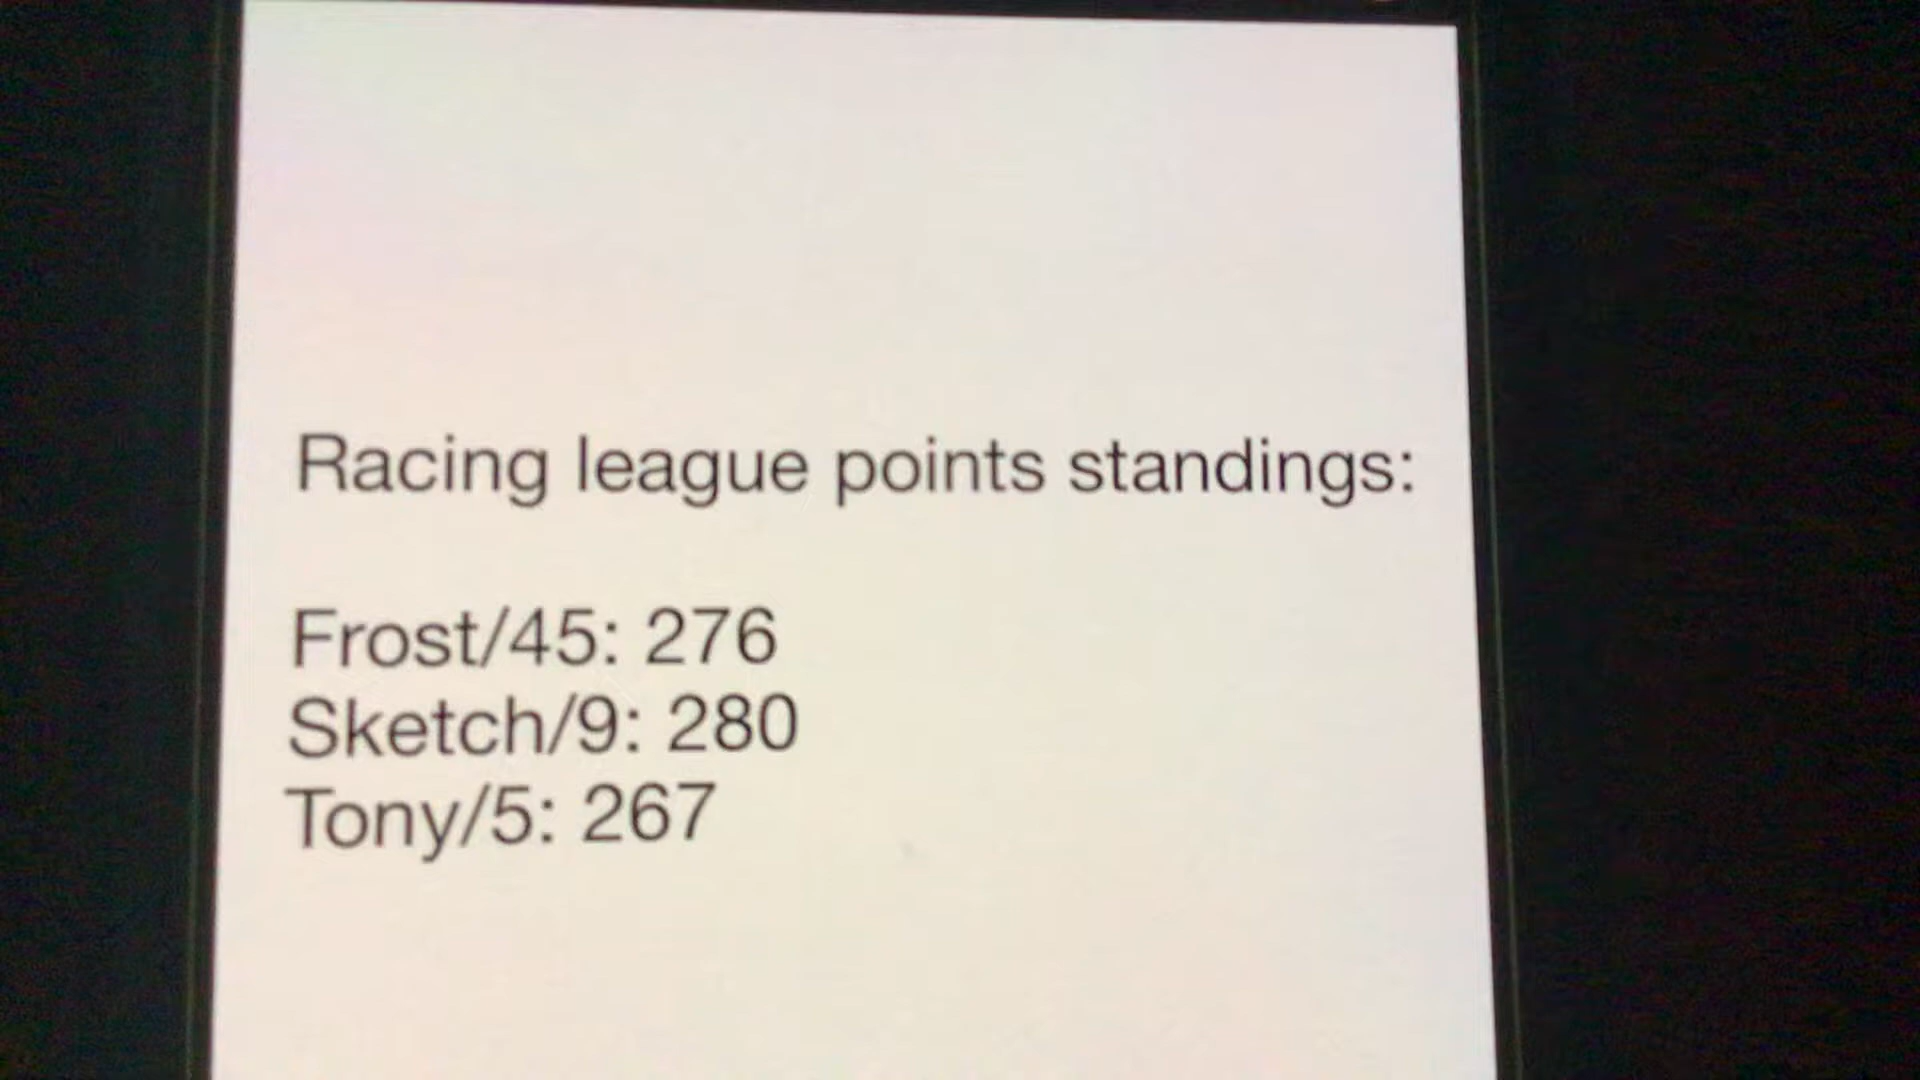 Racing league points standings:
Frost/45: 276
Sketch/9: 280
Tony/5: 267